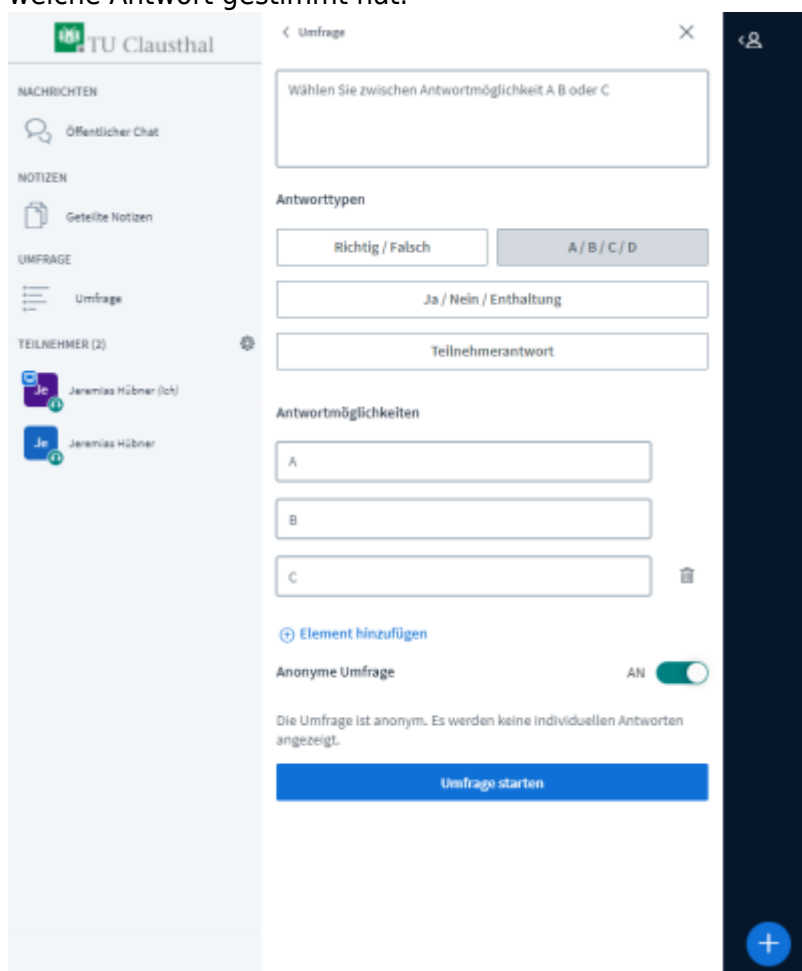 welche Antwort gestimmt hat.
TU Clausthal
NACHRICHTEN
Öffentlicher Chat
NOTIZEN
Geteilte Notizen
UMFRAGE
Umfrage
TEILNEHMER (2)
Je
Jeremias Hübner (Ich)
Je
Jeremias Hübner
Umfrage
Wählen Sie zwischen Antwortmöglichkeit A B oder C
Antworttypen
Richtig / Falsch
A / B / C / D
Ja / Nein / Enthaltung
Teilnehmerantwort
Antwortmöglichkeiten
A
B
C
Element hinzufügen
Anonyme Umfrage
AN
Die Umfrage ist anonym. Es werden keine individuellen Antworten
angezeigt.
Umfrage starten